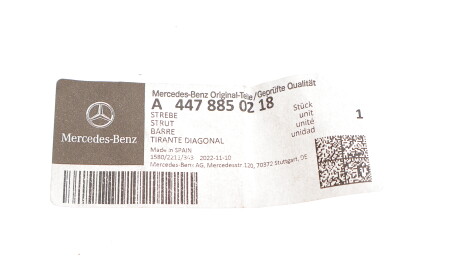 Mercedes-Benz
Mercedes-Benz Original-Teile/Geprüfte Qualität
A 447 885 02 18
STREBE
STRUT
BARRE
TIRANTE DIAGONAL
Stück
unit
unité
unidad
1
Made in SPAIN
2022-11-10
Mercedes-Benz AG, Mercedesstr 120, 70372 Stuttgart, DE